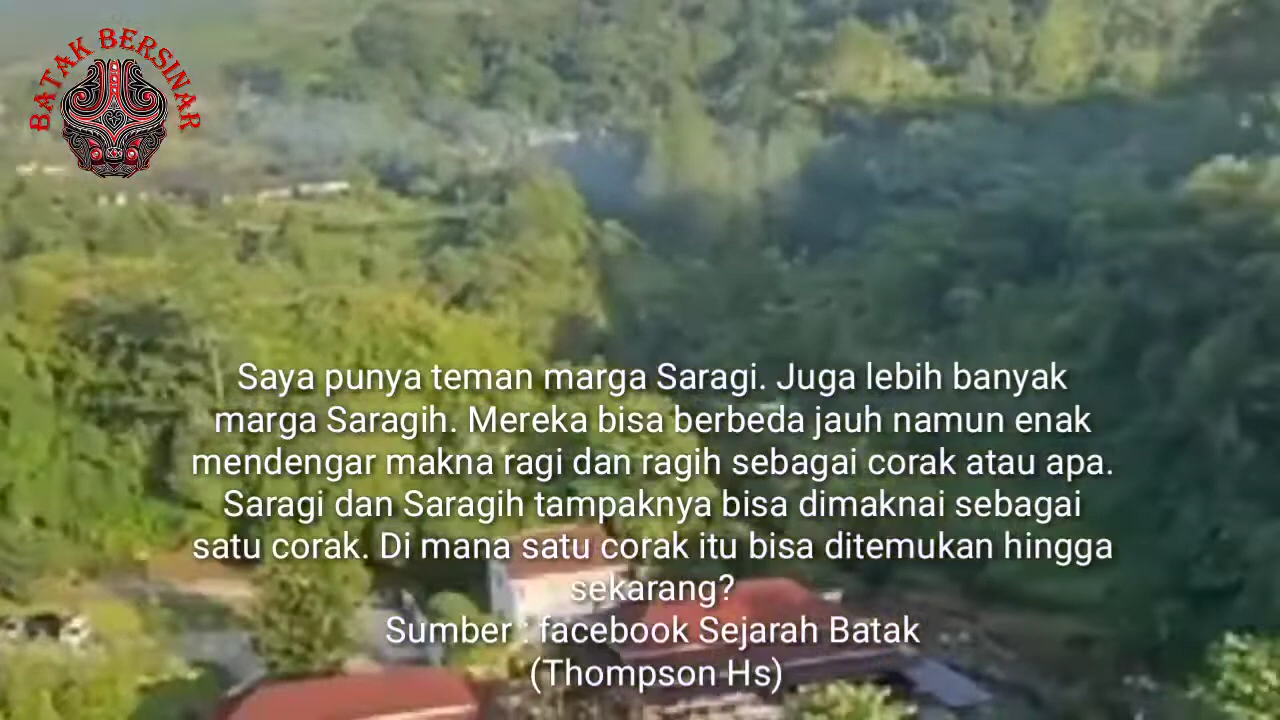 BATAK BERSINAR
Saya punya teman marga Saragi. Juga lebih banyak
marga Saragih. Mereka bisa berbeda jauh namun enak
mendengar makna ragi dan ragih sebagai corak atau apa.
Saragi dan Saragih tampaknya bisa dimaknai sebagai
satu corak. Di mana satu corak itu bisa ditemukan hingga
sekarang?
Sumber : facebook Sejarah Batak
(Thompson Hs)